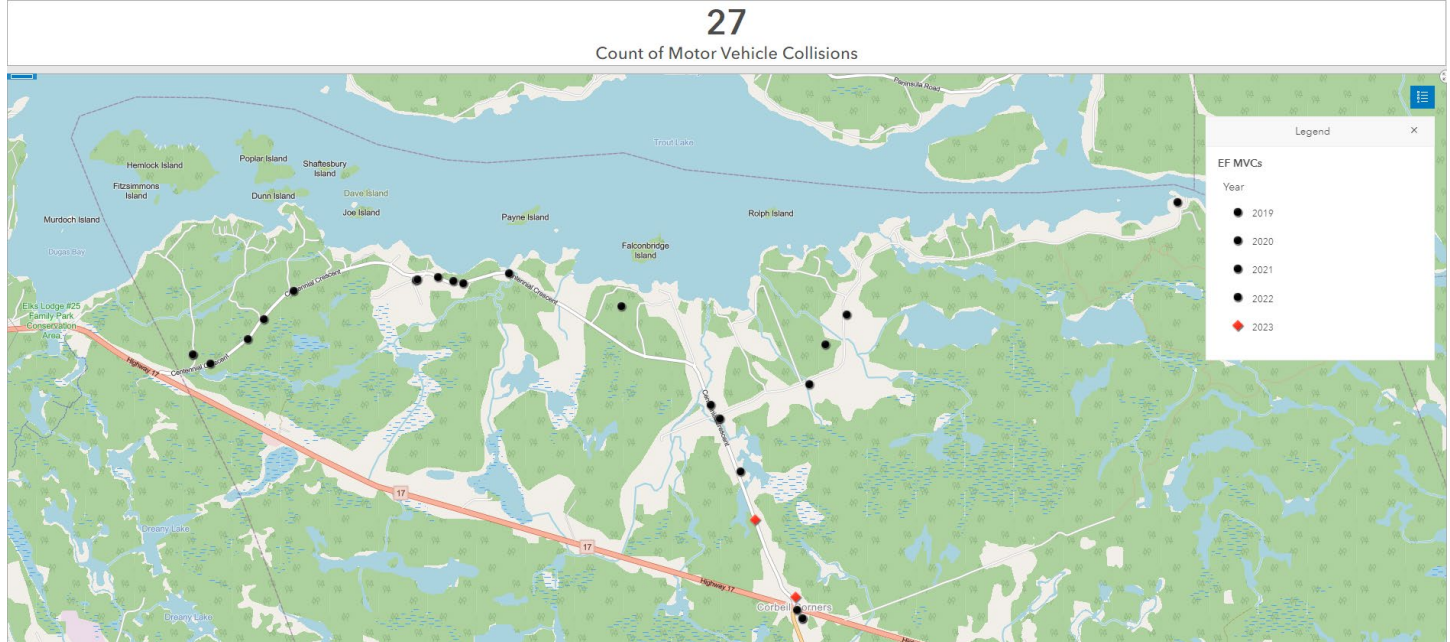 27
Count of Motor Vehicle Collisions
Peninsula Road
Trout Lake
Legend
×
EF MVCs
Year
2019
2020
2021
2022
2023
Hemlock Island
Poplar Island
Shaftesbury
Island
Fitzsimmons
Island
Dunn Island
Dave Island
Joe Island
Murdoch Island
Payne Island
Rolph Island
Dugas Bay
Falconbridge
Island
Centennial Crescent
Centennial Crescent
Elks Lodge #25
Family Park
Conservation
Area
Highway 17
Centennial Crescent
Centennial Crescent
17
Dreany Lake
17
Highway 17
Corbeil Corners
Dreany Lake